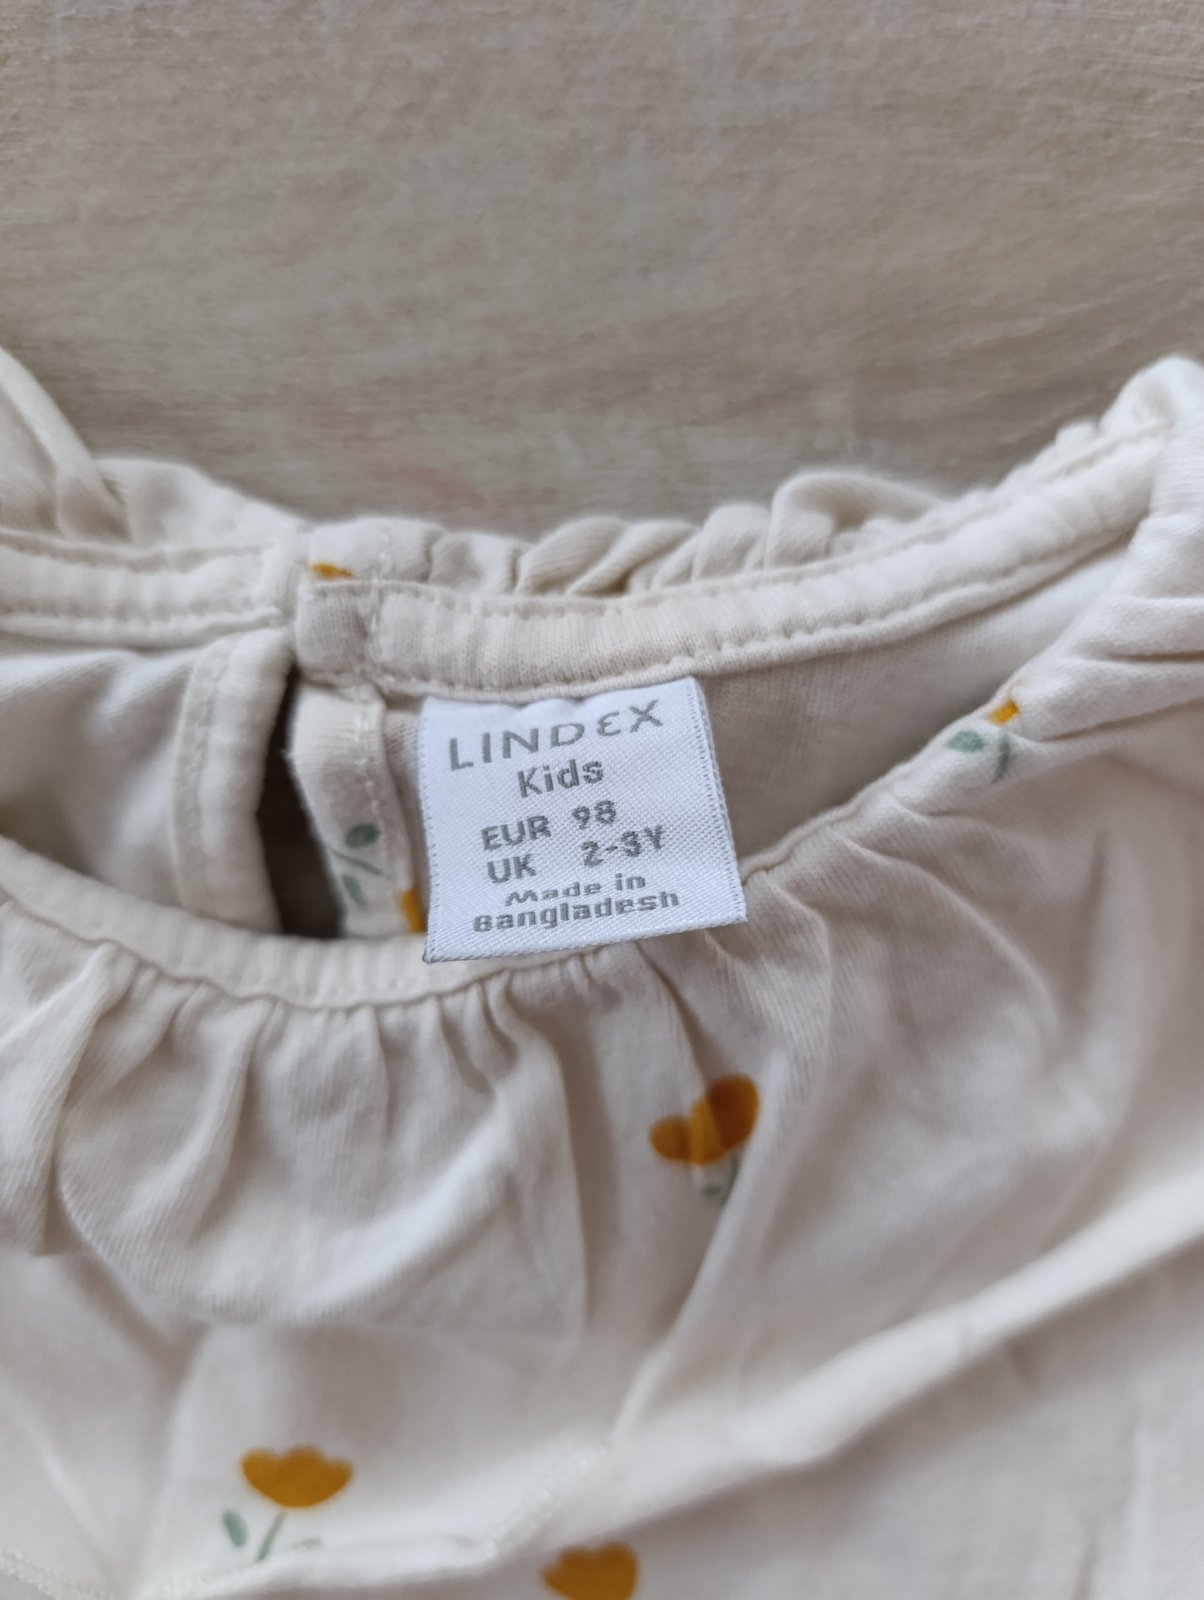 LINDEX
Kids
EUR 98
UK 2-3Y
Made in
Bangladesh